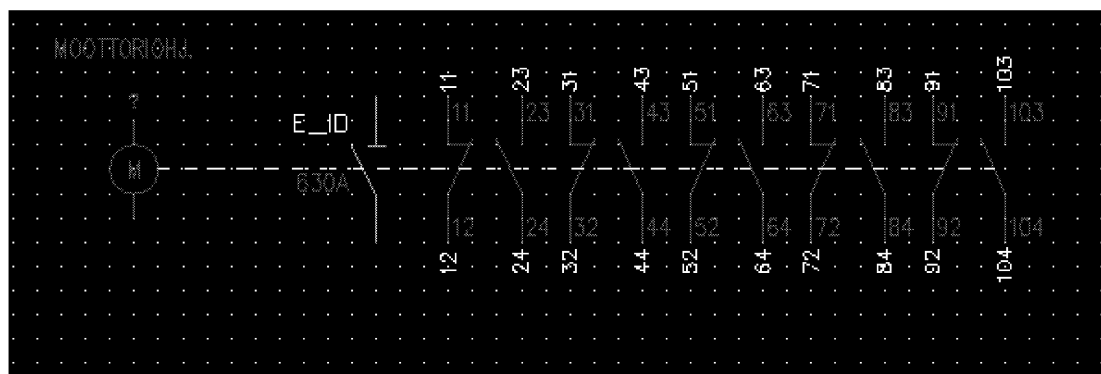 MOOTTORIOHJ.
?
11 23 31 43 51 63 71 83 91 103
11 23 31 43 51 63 71 83 91 103
E_ID
M
630A
12 24 32 44 52 64 72 84 92 104
12 24 32 44 52 64 72 84 92 104